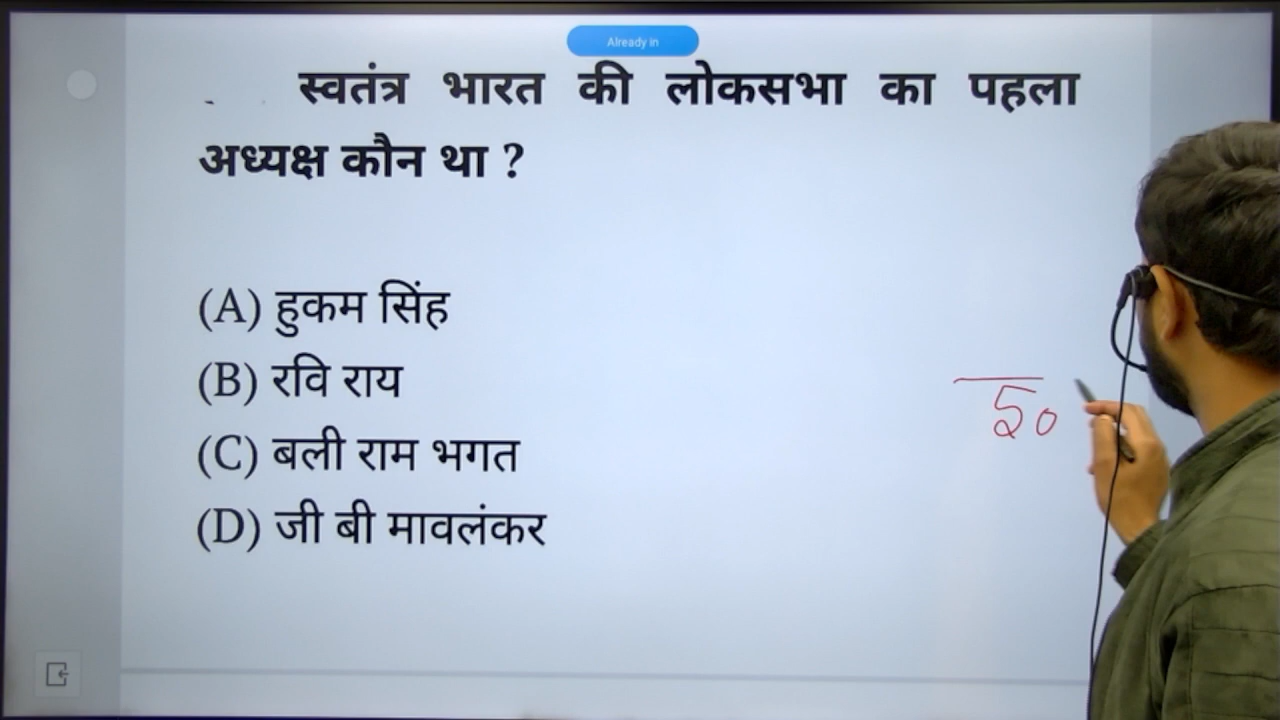 Already in
स्वतंत्र भारत की लोकसभा का पहला
अध्यक्ष कौन था ?
(A) हुकम सिंह
(B) रवि राय
(C) बली राम भगत
(D) जी बी मावलंकर
50